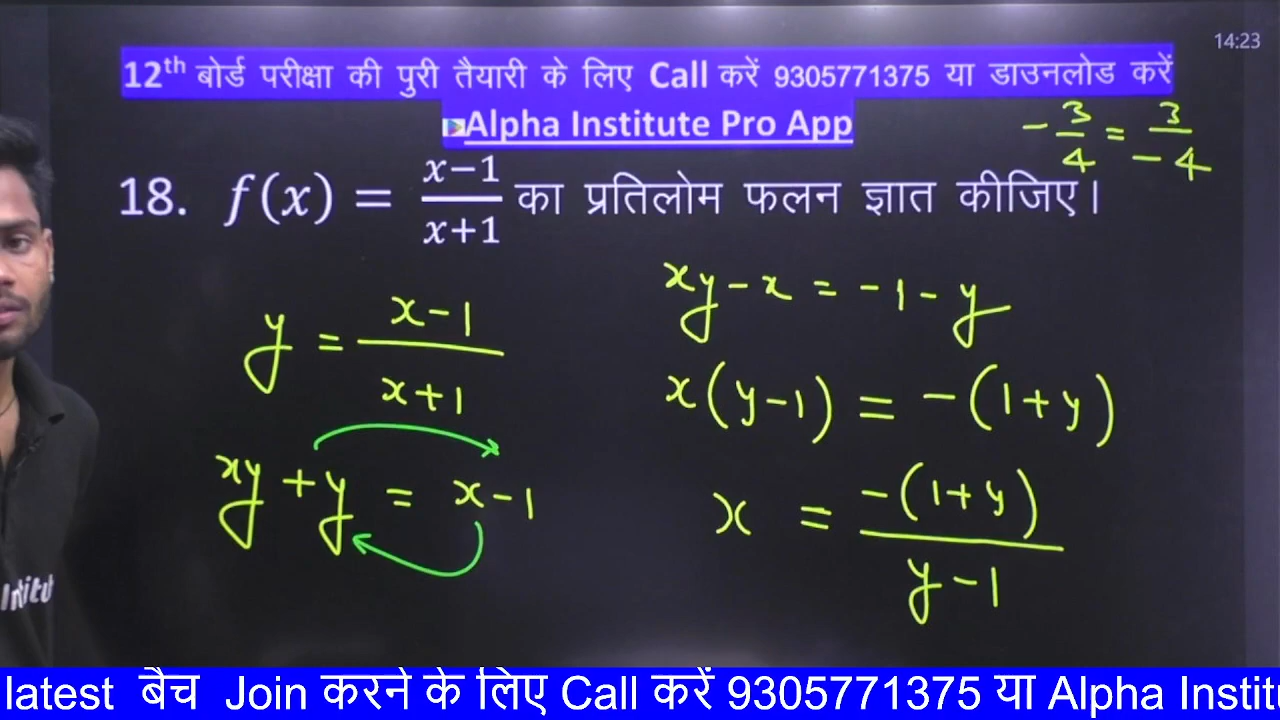 14:23
12th बोर्ड परीक्षा की पुरी तैयारी के लिए Call करें 9305771375 या डाउनलोड करें
Alpha Institute Pro App
-3/4 = 3/-4
18. f(x) = x-1/x+1 का प्रतिलोम फलन ज्ञात कीजिए।
y = x-1/x+1
xy + y = x-1
xy - x = -1 - y
x(y-1) = -(1+y)
x = -(1+y)/y-1
latest बैच Join करने के लिए Call करें 9305771375 या Alpha Instit